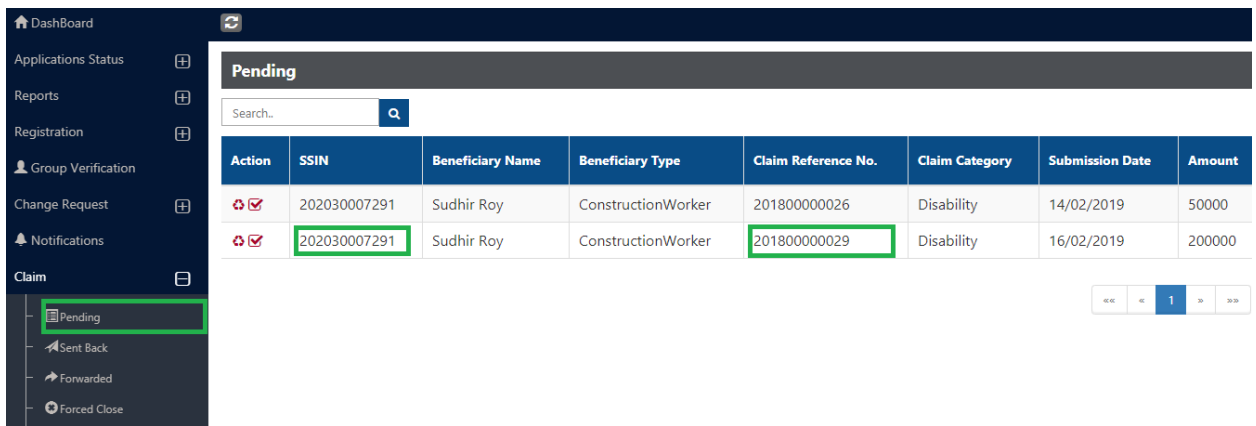 DashBoard
Applications Status
Reports
Registration
Group Verification
Change Request
Notifications
Claim
Pending
Sent Back
Forwarded
Forced Close
Pending
Search..
Action SSIN Beneficiary Name Beneficiary Type Claim Reference No. Claim Category Submission Date Amount
202030007291 Sudhir Roy ConstructionWorker 201800000026 Disability 14/02/2019 50000
202030007291 Sudhir Roy ConstructionWorker 201800000029 Disability 16/02/2019 200000
«« « 1 » »»